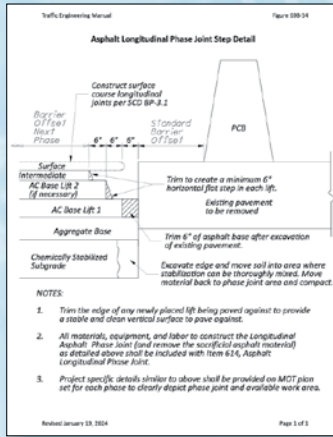 Traffic Engineering Manual Figure 698-14
Asphalt Longitudinal Phase Joint Step Detail
Construct surface
course longitudinal
joints per SCD BP-3.1
Barrier
Offset
Next
Phase
6" 6" 6"
Standard
Barrier
Offset
PCB
Surface
Intermediate
AC Base Lift 2
(if necessary)
AC Base Lift 1
Aggregate Base
Chemically Stabilized
Subgrade
Trim to create a minimum 6"
horizontal flat step in each lift.
Existing pavement
to be removed
Trim 6" of asphalt base after excavation
of existing pavement.
Excavate edge and move soil into area where
stabilization can be thoroughly mixed. Move
material back to phase joint area and compact.
NOTES:
1. Trim the edge of any newly placed lift being paved against to provide
a stable and clean vertical surface to pave against.
2. All materials, equipment, and labor to construct the Longitudinal
Asphalt Phase Joint (and remove the sacrificial asphalt material)
as detailed above shall be included with Item 614, Asphalt
Longitudinal Phase Joint.
3. Project specific details similar to above shall be provided on MOT plan
set for each phase to clearly depict phase joint and available work area.
Revised January 19, 2024 Page 1 of 1